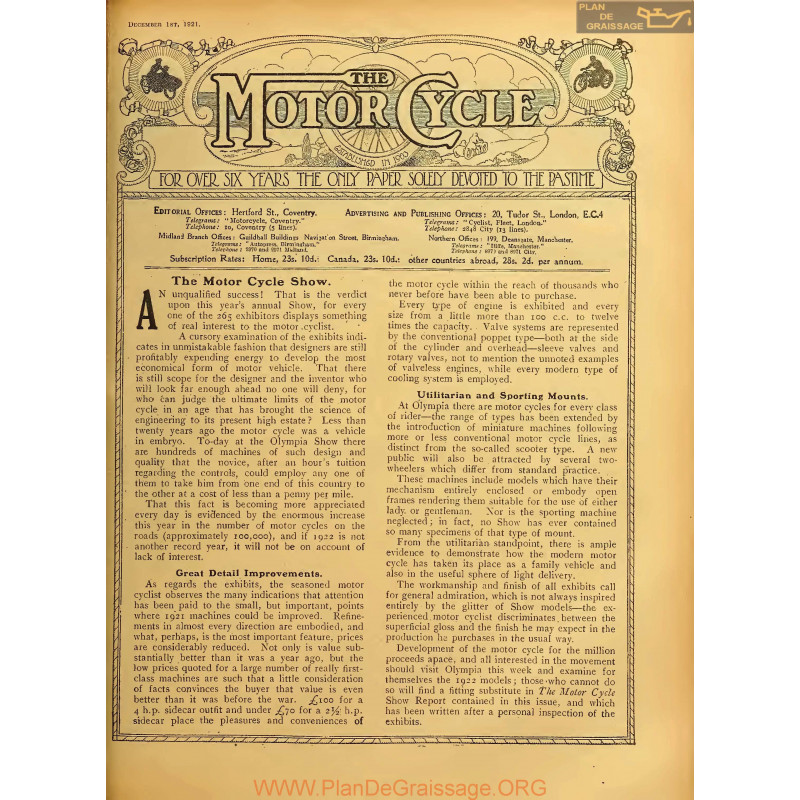 DECEMBER 1ST, 1921.
PLAN
DE
GRAISSAGE
THE
MOTOR CYCLE
ESTABLISHED IN 1903
FOR OVER SIX YEARS THE ONLY PAPER SOLELY DEVOTED TO THE PASTIME
EDITORIAL OFFICES: Hertford St., Coventry.
Telegrams: "Motorcycle, Coventry."
Telephone: 10, Coventry (5 lines).
ADVERTISING AND PUBLISHING OFFICES: 20, Tudor St., London, E.C.4
Telegrams: "Cyclist, Fleet, London."
Telephone: 2848 City (13 lines).
Midland Branch Offices: Guildhall Buildings Navigation Street, Birmingham.
Telegrams: "Autopress, Birmingham."
Telephone: 2970 and 2971 Midland.
Northern Offices: 199, Deansgate, Manchester.
Telegrams: "Iliffe, Manchester."
Telephone: 8970 and 8971 City.
Subscription Rates: Home, 23s. 10d.: Canada, 23s. 10d.: other countries abroad, 28s. 2d. per annum.
The Motor Cycle Show.
AN unqualified success! That is the verdict
upon this year's annual Show, for every
one of the 265 exhibitors displays something
of real interest to the motor cyclist.
A cursory examination of the exhibits indi-
cates in unmistakable fashion that designers are still
profitably expending energy to develop the most
economical form of motor vehicle. That there
is still scope for the designer and the inventor who
will look far enough ahead no one will deny, for
who can judge the ultimate limits of the motor
cycle in an age that has brought the science of
engineering to its present high estate? Less than
twenty years ago the motor cycle was a vehicle
in embryo. To-day at the Olympia Show there
are hundreds of machines of such design and
quality that the novice, after an hour's tuition
regarding the controls, could employ any one of
them to take him from one end of this country to
the other at a cost of less than a penny per mile.
That this fact is becoming more appreciated
every day is evidenced by the enormous increase
this year in the number of motor cycles on the
roads (approximately 100,000), and if 1922 is not
another record year, it will not be on account of
lack of interest.
Great Detail Improvements.
As regards the exhibits, the seasoned motor
cyclist observes the many indications that attention
has been paid to the small, but important, points
where 1921 machines could be improved. Refine-
ments in almost every direction are embodied, and
what, perhaps, is the most important feature, prices
are considerably reduced. Not only is value sub-
stantially better than it was a year ago, but the
low prices quoted for a large number of really first-
class machines are such that a little consideration
of facts convinces the buyer that value is even
better than it was before the war. £100 for a
4 h.p. sidecar outfit and under £70 for a 2¾ h.p.
sidecar place the pleasures and conveniences of
the motor cycle within the reach of thousands who
never before have been able to purchase.
Every type of engine is exhibited and every
size from a little more than 100 c.c. to twelve
times the capacity. Valve systems are represented
by the conventional poppet type—both at the side
of the cylinder and overhead—sleeve valves and
rotary valves, not to mention the unnoted examples
of valveless engines, while every modern type of
cooling system is employed.
Utilitarian and Sporting Mounts.
At Olympia there are motor cycles for every class
of rider—the range of types has been extended by
the introduction of miniature machines following
more or less conventional motor cycle lines, as
distinct from the so-called scooter type. A new
public will also be attracted by several two-
wheelers which differ from standard practice.
These machines include models which have their
mechanism entirely enclosed or embody open
frames rendering them suitable for the use of either
lady or gentleman. Nor is the sporting machine
neglected; in fact, no Show has ever contained
so many specimens of that type of mount.
From the utilitarian standpoint, there is ample
evidence to demonstrate how the modern motor
cycle has taken its place as a family vehicle and
also in the useful sphere of light delivery.
The workmanship and finish of all exhibits call
for general admiration, which is not always inspired
entirely by the glitter of Show models—the ex-
perienced motor cyclist discriminates between the
superficial gloss and the finish he may expect in the
production he purchases in the usual way.
Development of the motor cycle for the million
proceeds apace, and all interested in the movement
should visit Olympia this week and examine for
themselves the 1922 models; those who cannot do
so will find a fitting substitute in The Motor Cycle
Show Report contained in this issue, and which
has been written after a personal inspection of the
exhibits.
www.PlanDeGraissage.ORG